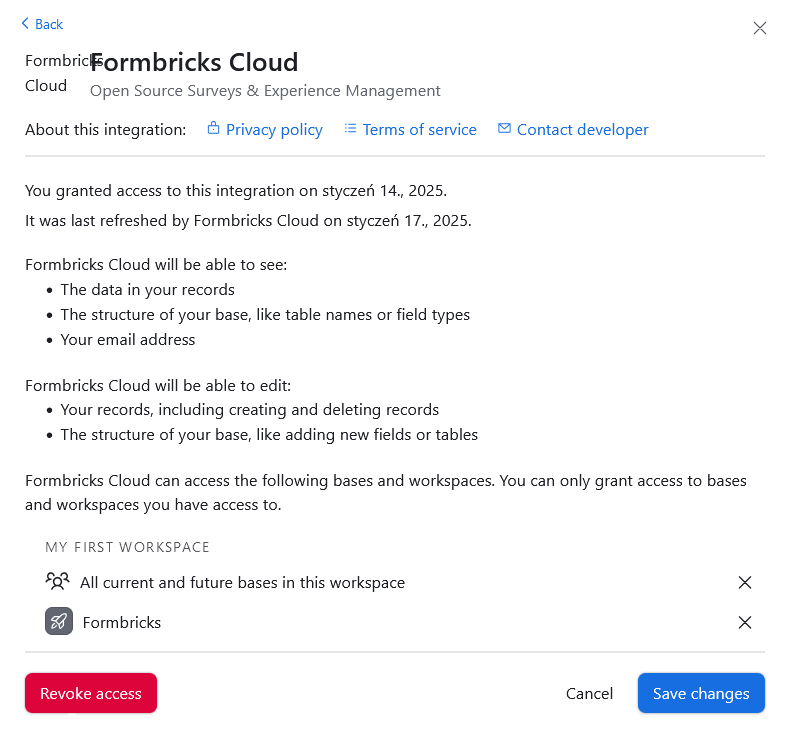 Back
Formbricks Cloud
Formbricks Cloud
Open Source Surveys & Experience Management
About this integration: Privacy policy Terms of service Contact developer
You granted access to this integration on styczeń 14., 2025.
It was last refreshed by Formbricks Cloud on styczeń 17., 2025.
Formbricks Cloud will be able to see:
• The data in your records
• The structure of your base, like table names or field types
• Your email address
Formbricks Cloud will be able to edit:
• Your records, including creating and deleting records
• The structure of your base, like adding new fields or tables
Formbricks Cloud can access the following bases and workspaces. You can only grant access to bases
and workspaces you have access to.
MY FIRST WORKSPACE
All current and future bases in this workspace
Formbricks
Revoke access Cancel Save changes